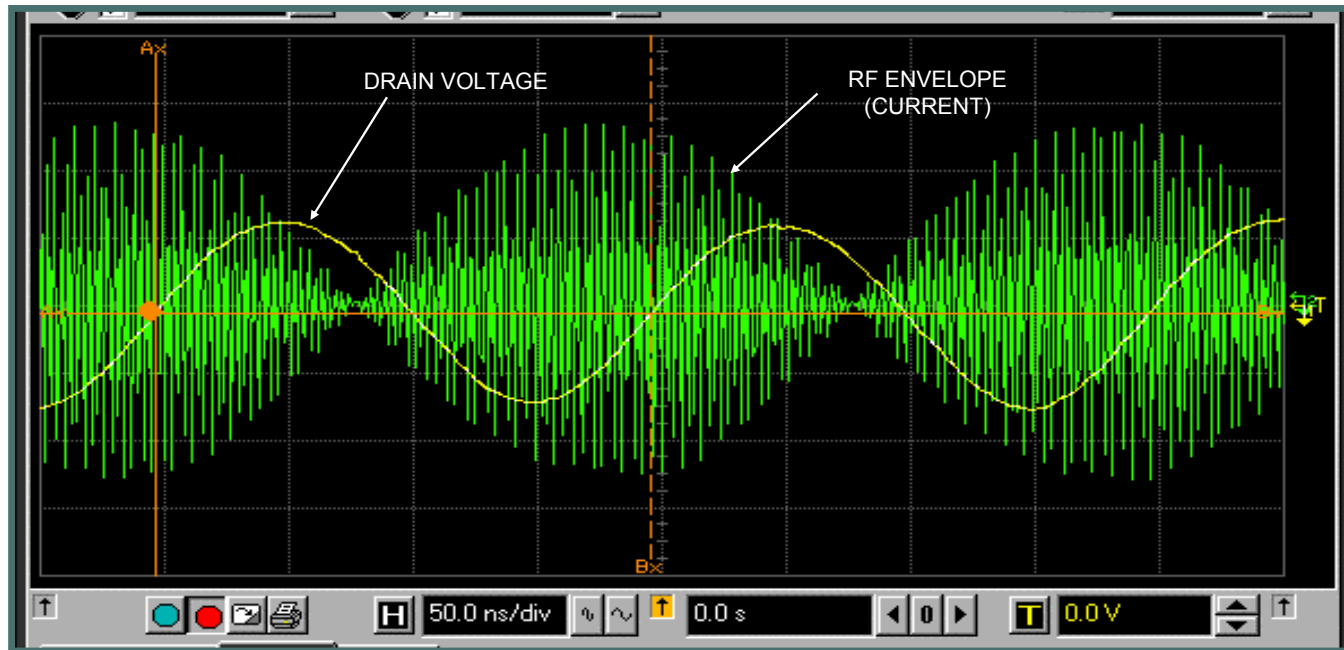 Ax
DRAIN VOLTAGE
RF ENVELOPE
(CURRENT)
T
Bx
H
50.0 ns/div
0.0 s
0
T
0.0 V